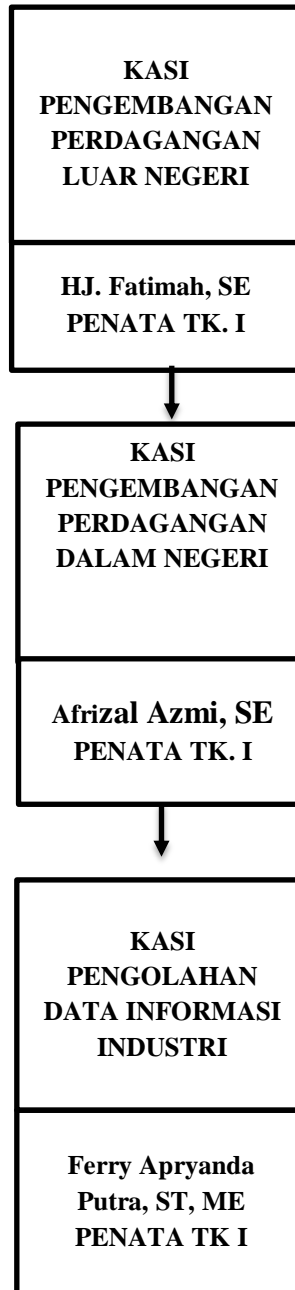 KASI
PENGEMBANGAN
PERDAGANGAN
LUAR NEGERI
HJ. Fatimah, SE
PENATA TK. I
KASI
PENGEMBANGAN
PERDAGANGAN
DALAM NEGERI
Afrizal Azmi, SE
PENATA TK. I
KASI
PENGOLAHAN
DATA INFORMASI
INDUSTRI
Ferry Apryanda
Putra, ST, ME
PENATA TK I